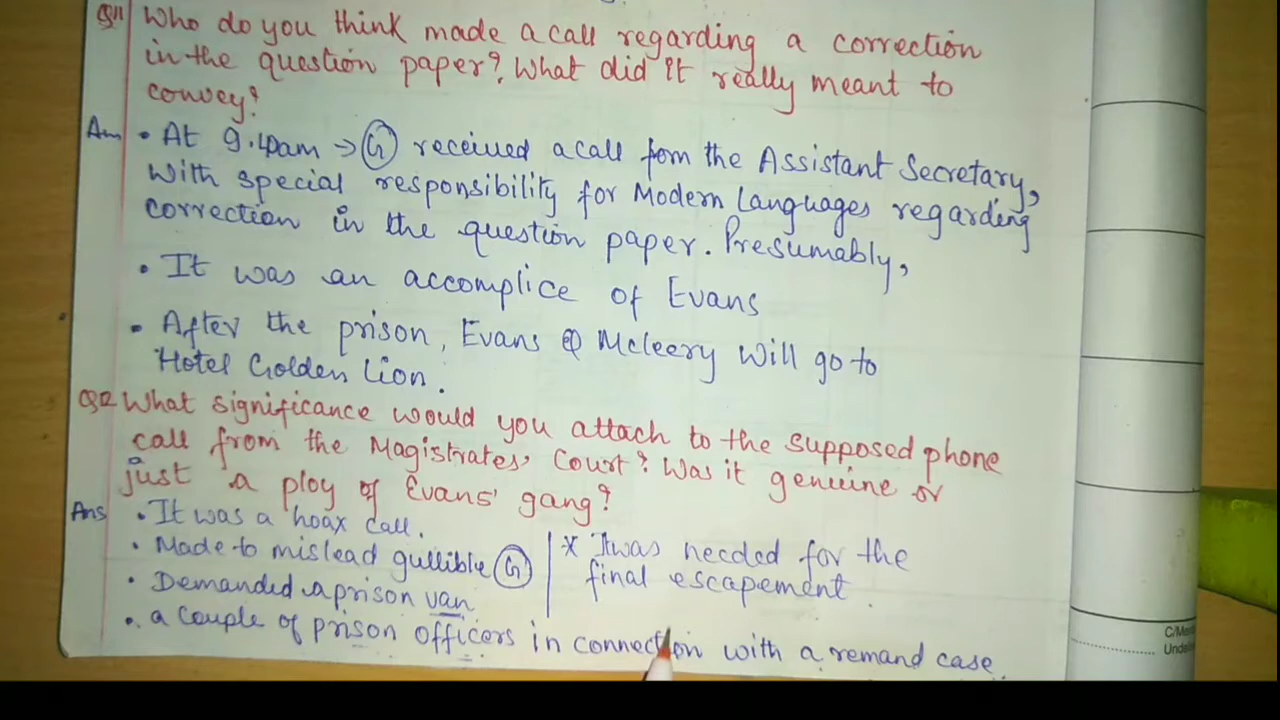 Q11 Who do you think made a call regarding a correction
in the question paper? What did it really meant to
convey?
Ans • At 9.40am → G received a call fom the Assistant Secretary,
With special responsibility for Modern Languages regarding
correction in the question paper. Presumably,
• It was an accomplice of Evans
• After the prison, Evans @ Mcleery will go to
Hotel Golden Lion.
Q12 What significance would you attach to the supposed phone
call from the Magistrates, Court? Was it genuine or
just a ploy of Evans' gang?
Ans • It was a hoax call.
• Made to mislead gullible G
• Demanded a prison van
• a couple of prison officers in connection with a remand case.
* It was needed for the
final escapement.